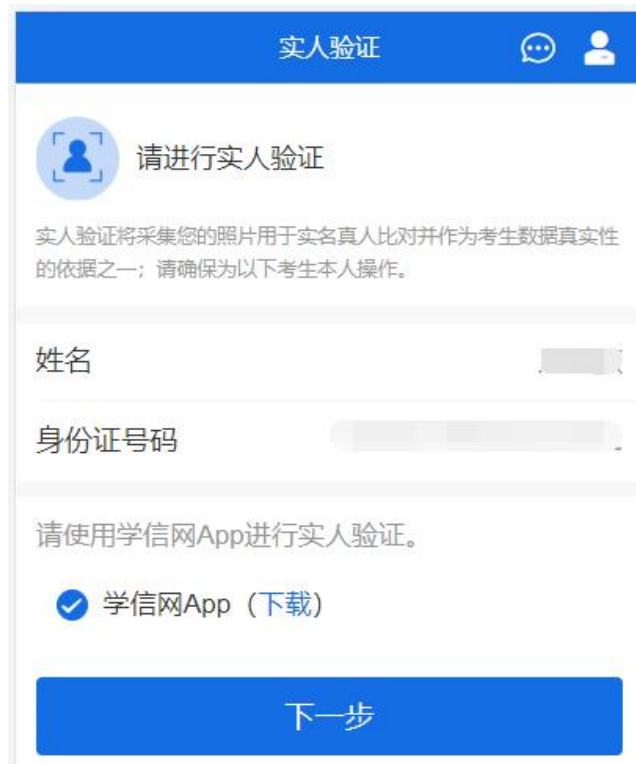 实人验证
请进行实人验证
实人验证将采集您的照片用于实名真人比对并作为考生数据真实性
的依据之一；请确保为以下考生本人操作。
姓名
身份证号码
请使用学信网App进行实人验证。
学信网App（下载）
下一步